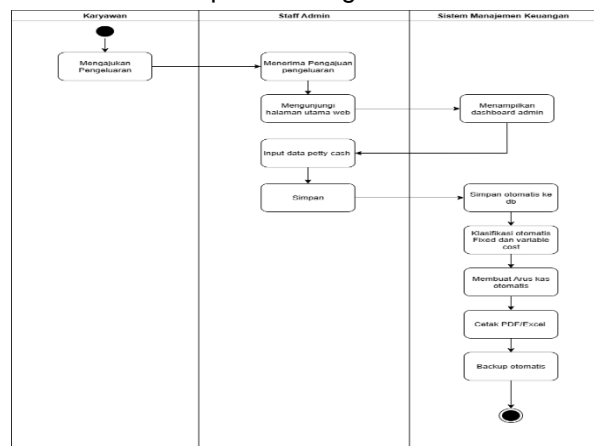 Karyawan
Staff Admin
Sistem Manajemen Keuangan
Mengajukan
Pengeluaran
Menerima Pengajuan
pengeluaran
Mengunjungi
halaman utama web
Menampilkan
dashboard admin
Input data petty cash
Simpan
Simpan otomatis ke
db
Klasifikasi otomatis
Fixed dan variable
cost
Membuat Arus kas
otomatis
Cetak PDF/Excel
Backup otomatis